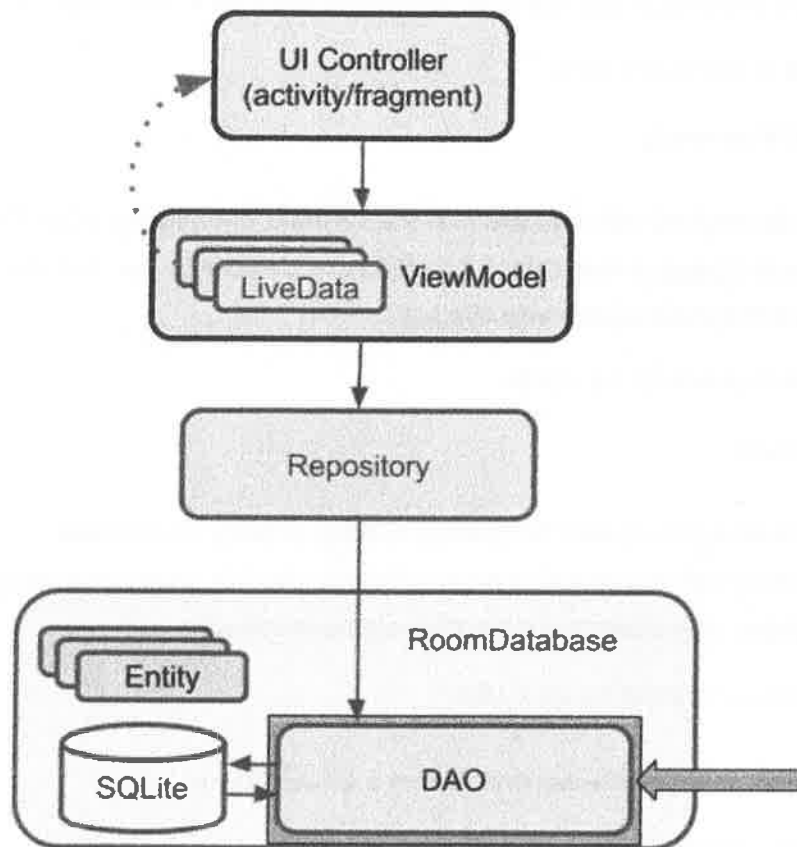 UI Controller
(activity/fragment)
LiveData
ViewModel
Repository
RoomDatabase
Entity
SQLite
DAO